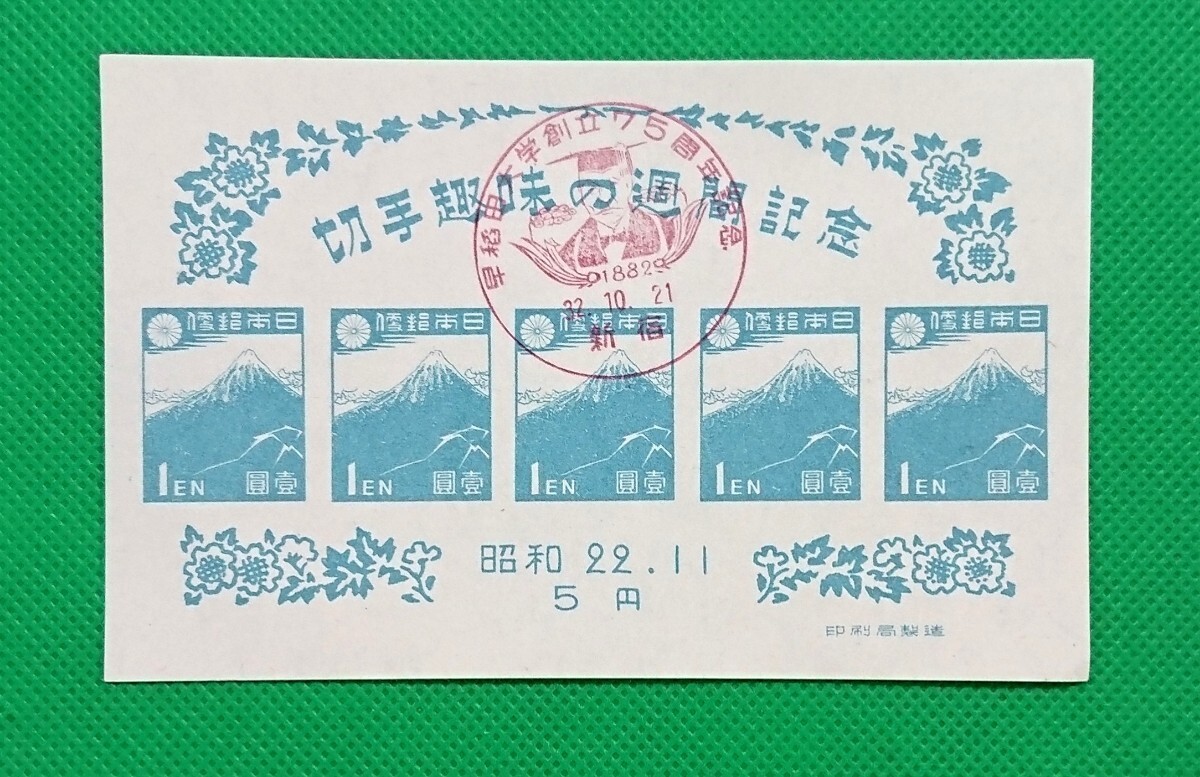 切手趣味の週間記念
早稲田大学創立75周年記念
1882
32.10.21
新宿
日本郵便
日本郵便
日本郵便
日本郵便
日本郵便
1EN 壹圓
1EN 壹圓
1EN 壹圓
1EN 壹圓
1EN 壹圓
昭和 22.11
5 円
印刷局製造